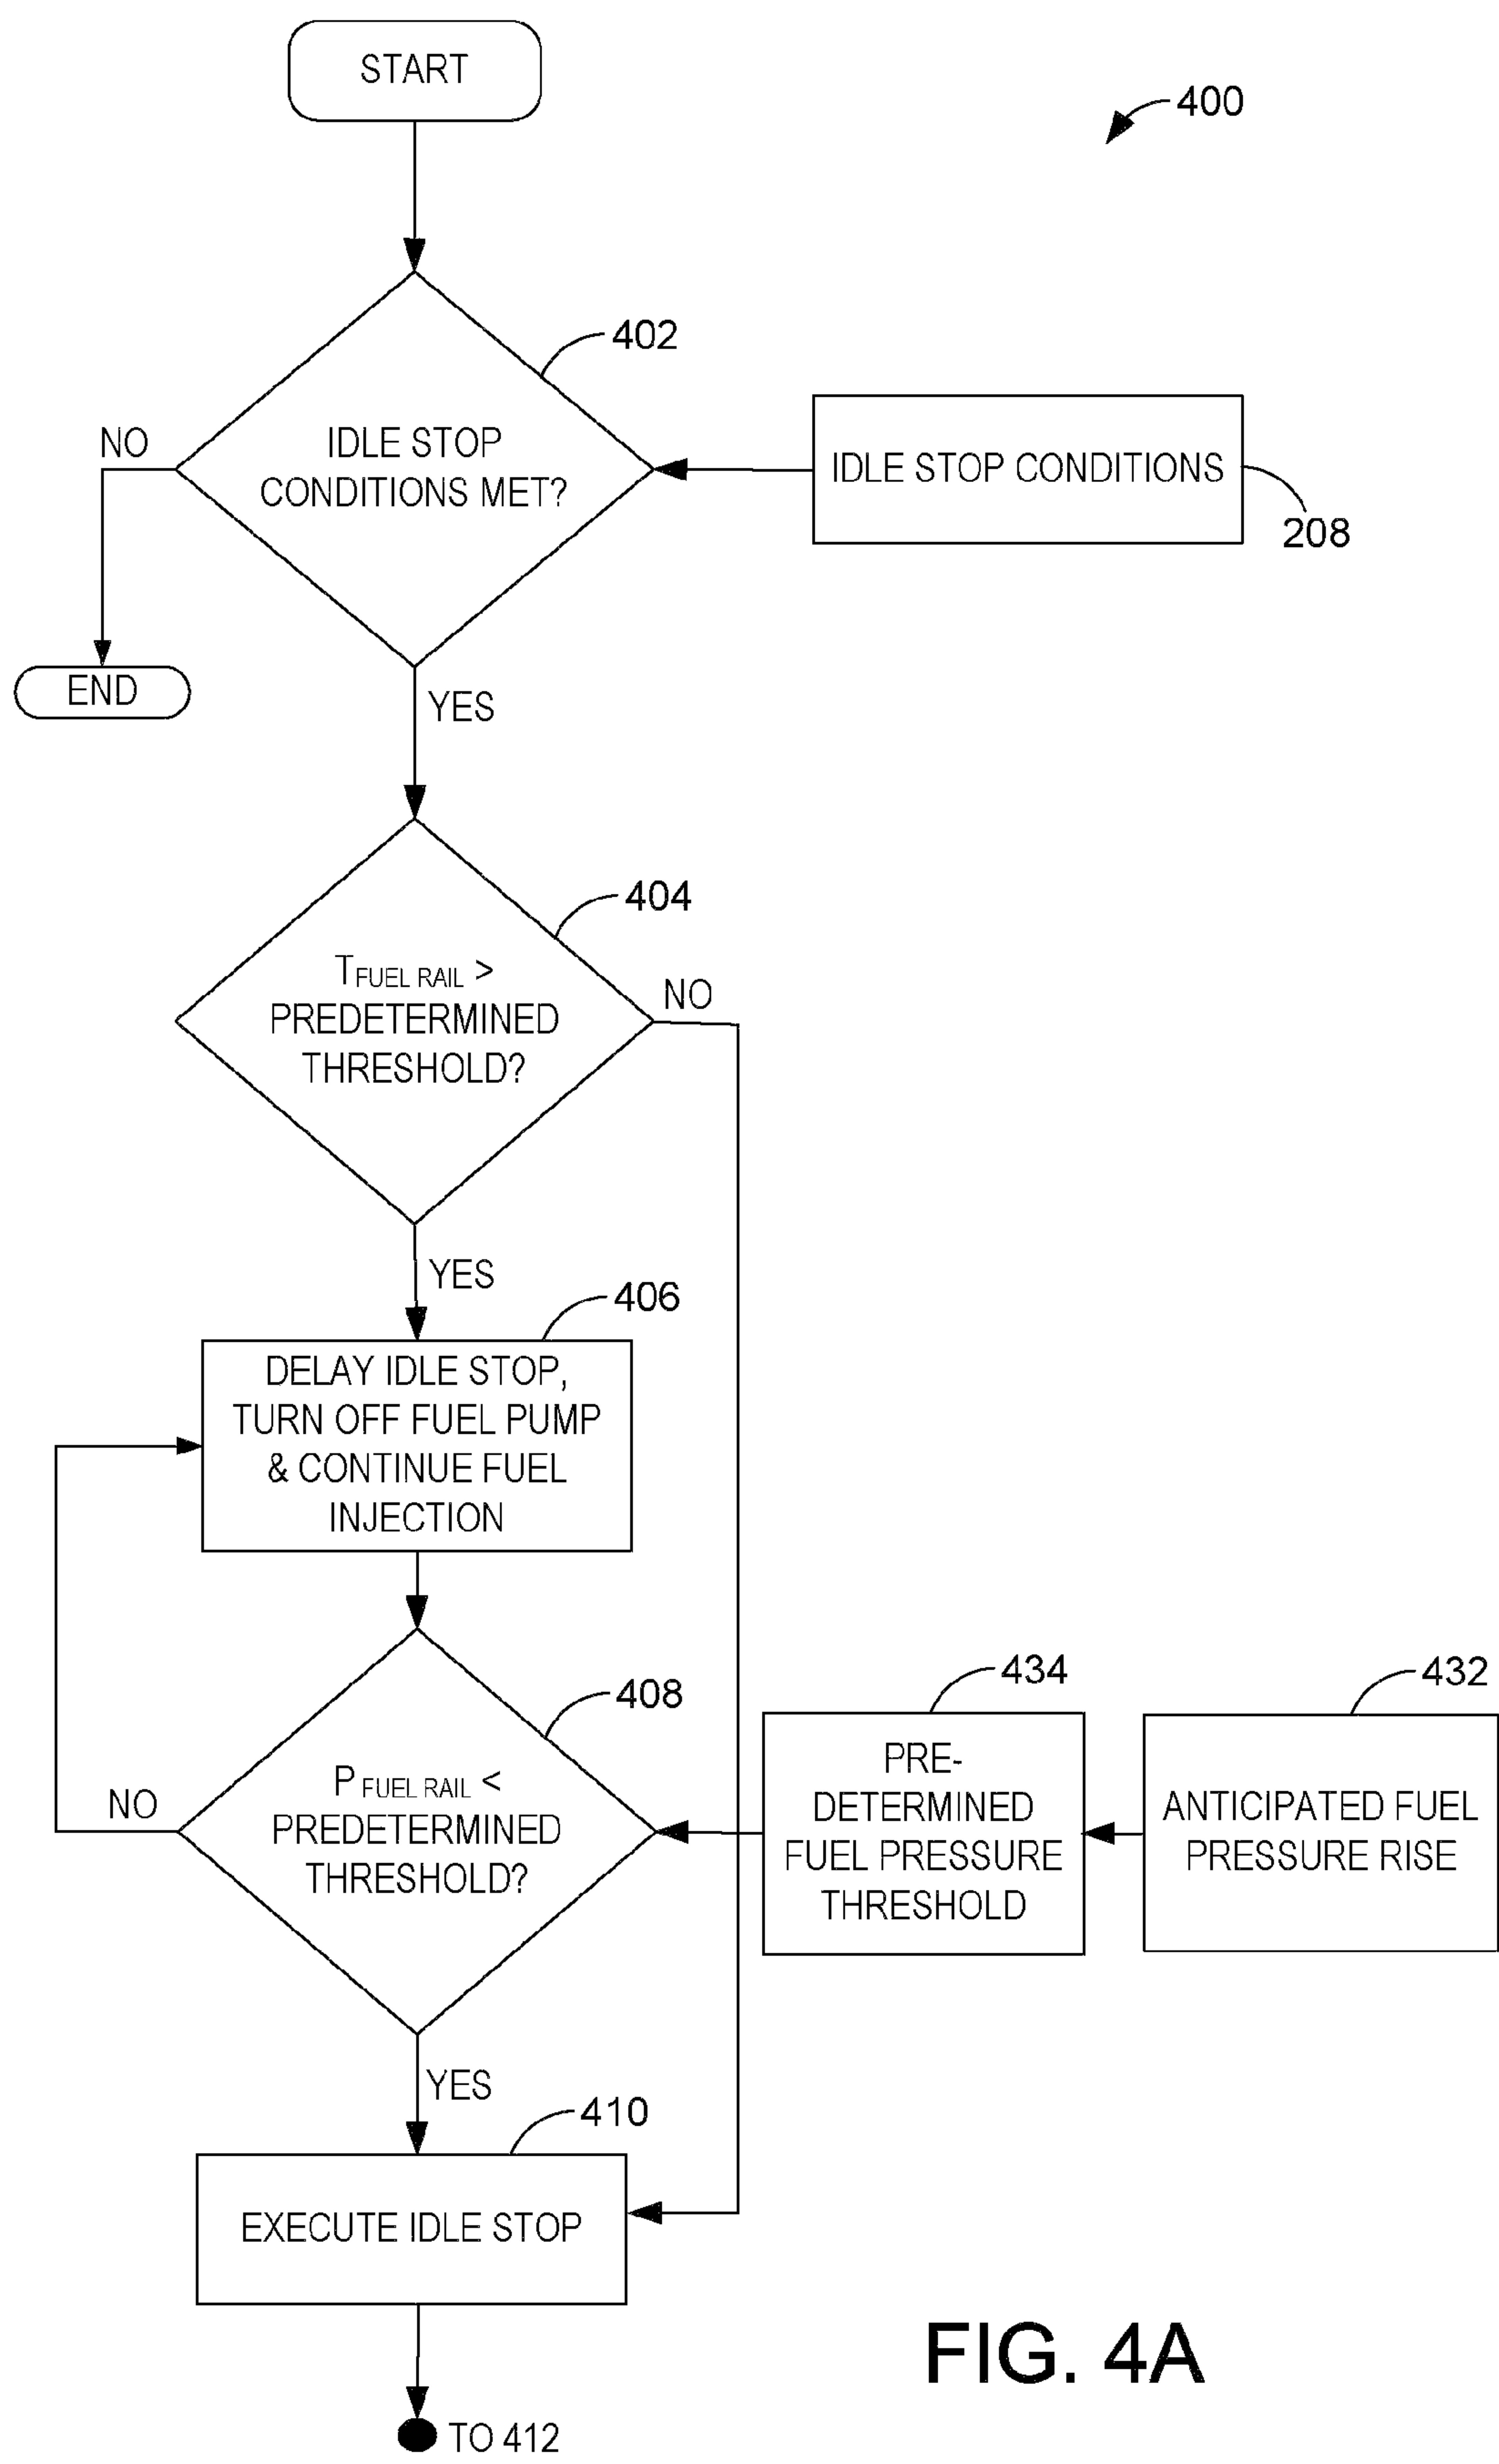 START
400
402
IDLE STOP
CONDITIONS MET?
NO
IDLE STOP CONDITIONS
208
END
YES
404
T FUEL RAIL >
PREDETERMINED
THRESHOLD?
NO
YES
406
DELAY IDLE STOP,
TURN OFF FUEL PUMP
& CONTINUE FUEL
INJECTION
408
P FUEL RAIL <
PREDETERMINED
THRESHOLD?
NO
434
PRE-
DETERMINED
FUEL PRESSURE
THRESHOLD
432
ANTICIPATED FUEL
PRESSURE RISE
YES
410
EXECUTE IDLE STOP
TO 412
FIG. 4A